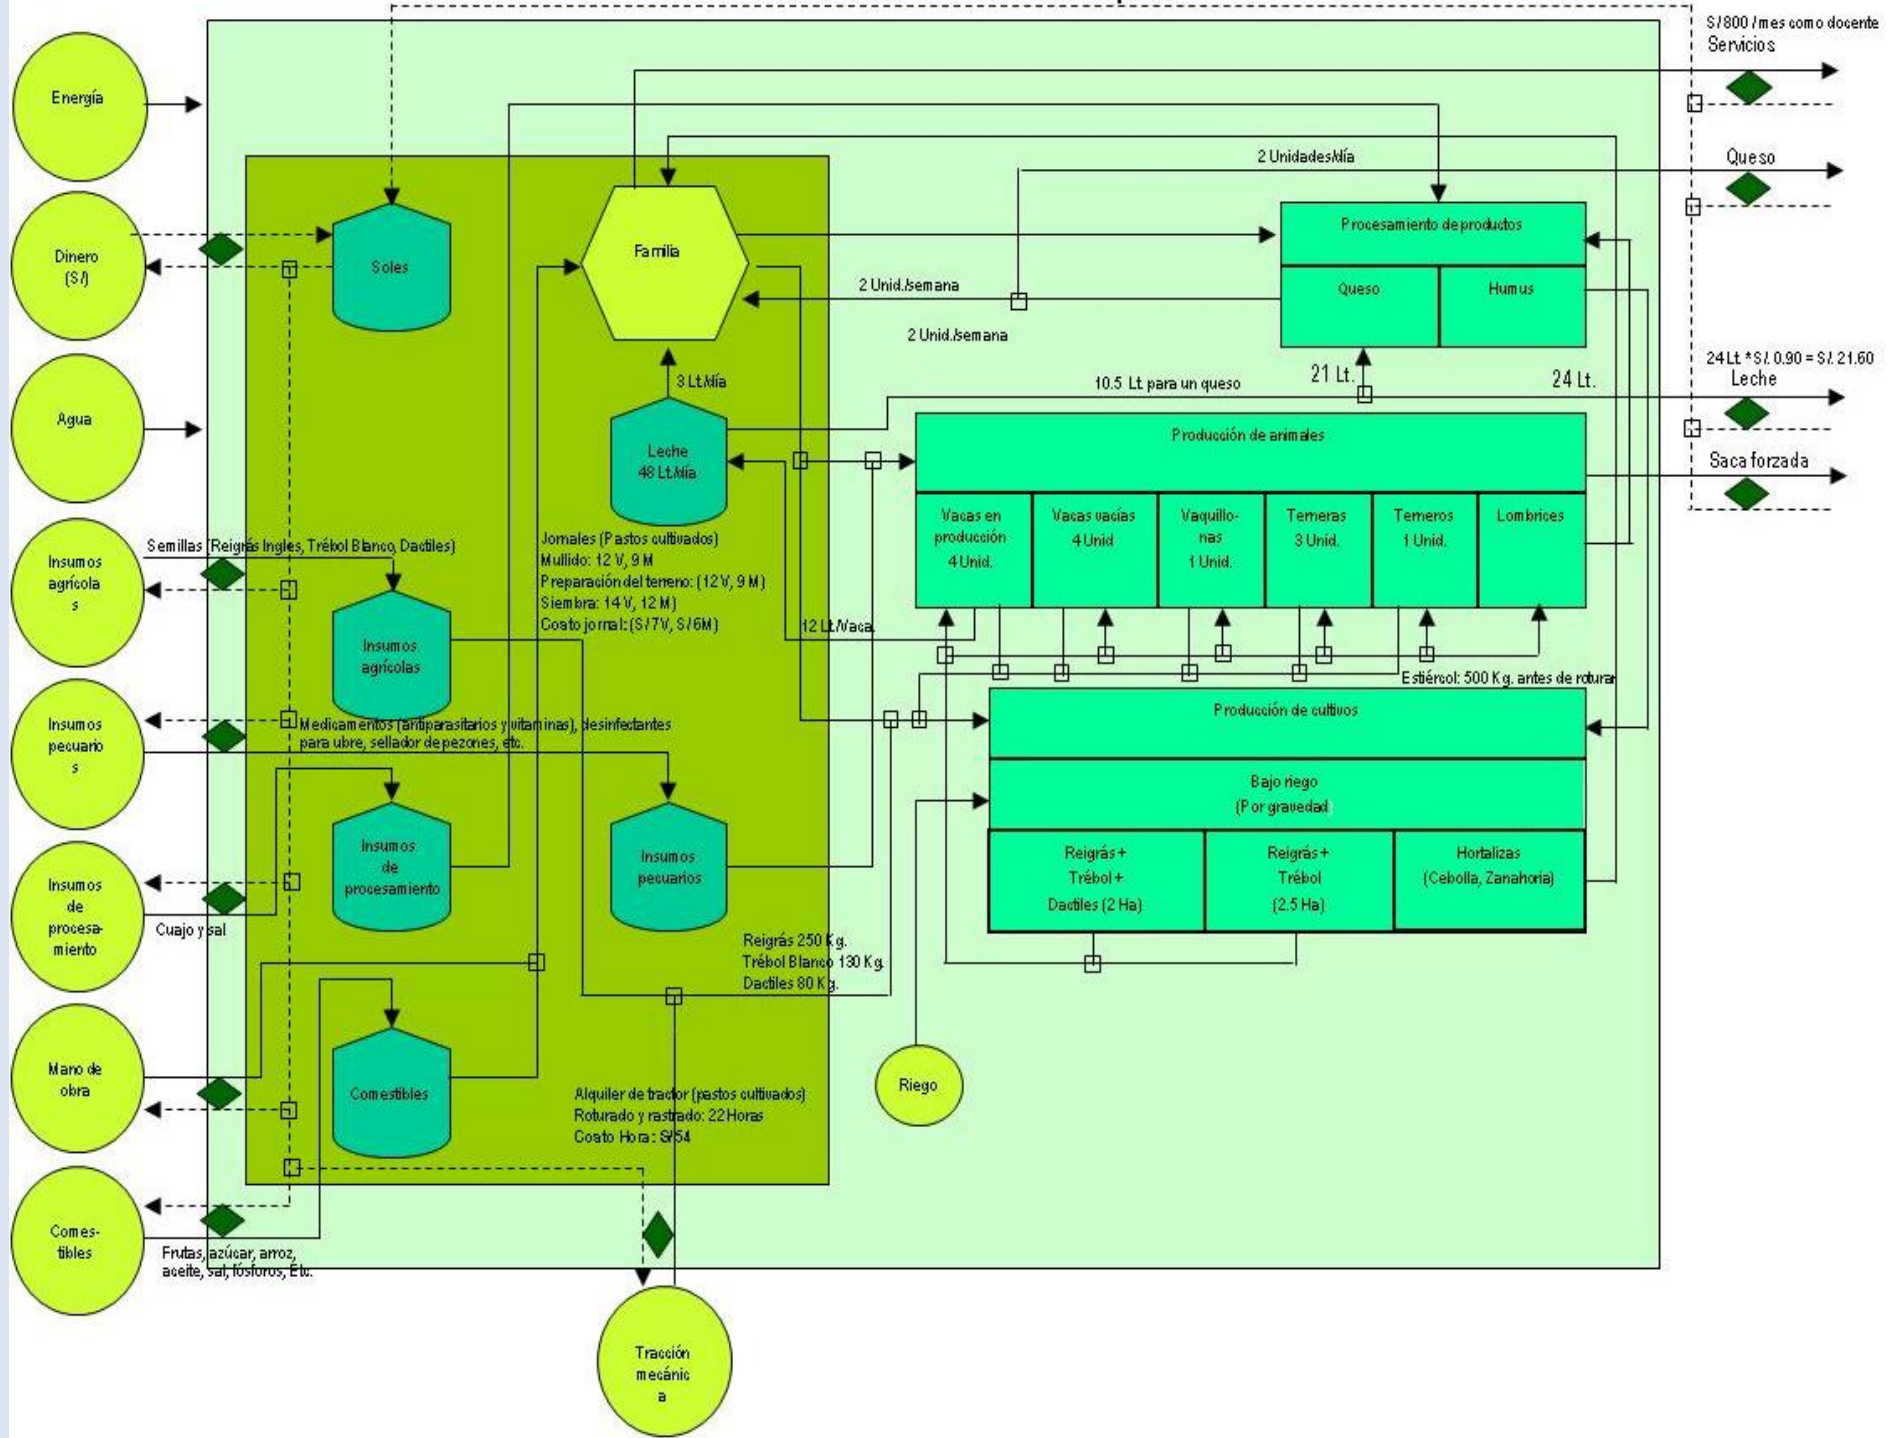 S/800 /mes como docente
Servicios
Energía
2 Unidades/día
Queso
Dinero
(S/)
Soles
Familia
Procesamiento de productos
Queso
Humus
2 Unid./semana
2 Unid./semana
Agua
3 Lt./día
10.5 Lt para un queso
21 Lt.
24 Lt.
24 Lt * S/. 0.90 = S/. 21.60
Leche
Leche
48 Lt./día
Producción de animales
Saca forzada
Vacas en
producción
4 Unid.
Vacas vacías
4 Unid
Vaquillo-
nas
1 Unid.
Terneras
3 Unid.
Terneros
1 Unid.
Lombrices
Insumos
agrícola
s
Semillas (Reigrás Ingles, Trébol Blanco, Dactiles)
Jornales (Pastos cultivados)
Mullido: 12 V, 9 M
Preparación del terreno: (12 V, 9 M)
Siembra: 14 V, 12 M)
Coato jornal: (S/7V, S/6M)
12 Lt/Vaca.
Insumos
agrícolas
Estiércol: 500 Kg. antes de roturar
Insumos
pecuario
s
Medicamentos (antiparasitarios y vitaminas), desinfectantes
para ubre, sellador de pezones, etc.
Producción de cultivos
Bajo riego
(Por gravedad)
Reigrás +
Trébol +
Dactiles (2 Ha)
Reigrás +
Trébol
(2.5 Ha)
Hortalizas
(Cebolla, Zanahoria)
Insumos
de
procesamiento
Insumos
pecuarios
Insumos
de
procesa-
miento
Cuajo y sal
Reigrás 250 Kg.
Trébol Blanco 130 Kg.
Dactiles 80 Kg.
Mano de
obra
Comestibles
Alquiler de tractor (pastos cultivados)
Roturado y rastrado: 22 Horas
Coato Hora: S/54
Riego
Comes-
tibles
Frutas, azúcar, arroz,
aceite, sal, fósforos, Etc.
Tracción
mecánic
a